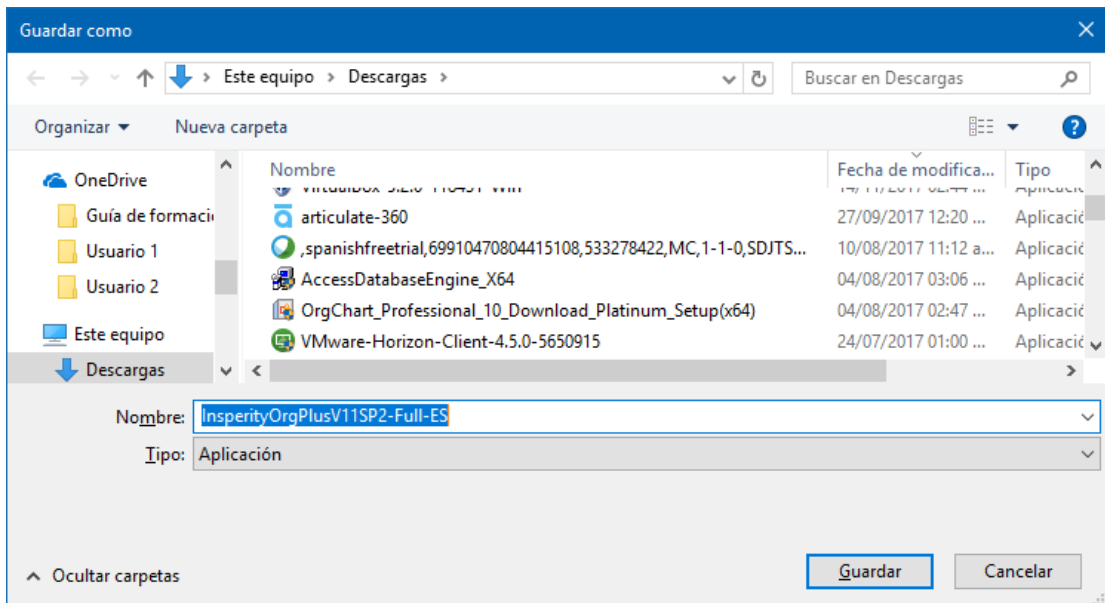 Guardar como
Este equipo > Descargas >
Buscar en Descargas
Organizar
Nueva carpeta
Nombre
Fecha de modifica...
Tipo
OneDrive
Guía de formacio
Usuario 1
Usuario 2
Este equipo
Descargas
articulate-360 27/09/2017 12:20 ... Aplicació
,spanishfreetrial,69910470804415108,533278422,MC,1-1-0,SDJTS... 10/08/2017 11:12 a... Aplicació
AccessDatabaseEngine_X64 04/08/2017 03:06 ... Aplicació
OrgChart_Professional_10_Download_Platinum_Setup(x64) 04/08/2017 02:47 ... Aplicació
VMware-Horizon-Client-4.5.0-5650915 24/07/2017 01:00 ... Aplicació
Nombre: InsperityOrgPlusV11SP2-Full-ES
Tipo: Aplicación
Ocultar carpetas
Guardar
Cancelar